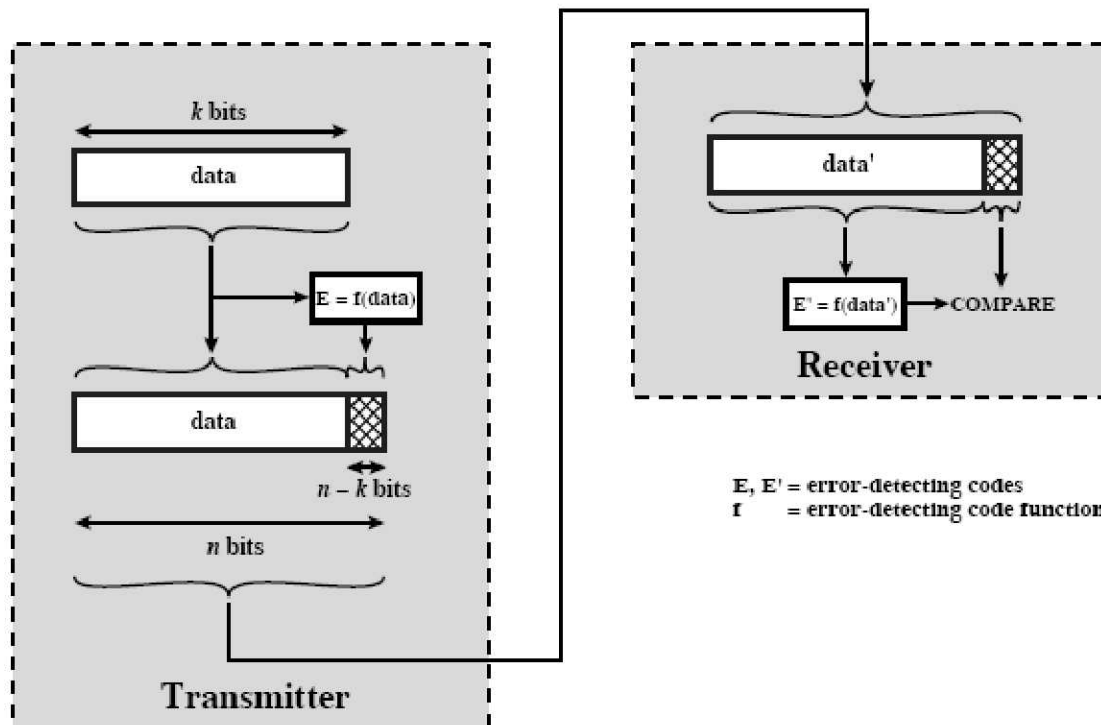 k bits
data
E = f(data)
data
n – k bits
n bits
Transmitter
data'
E' = f(data')
COMPARE
Receiver
E, E' = error-detecting codes
f = error-detecting code function